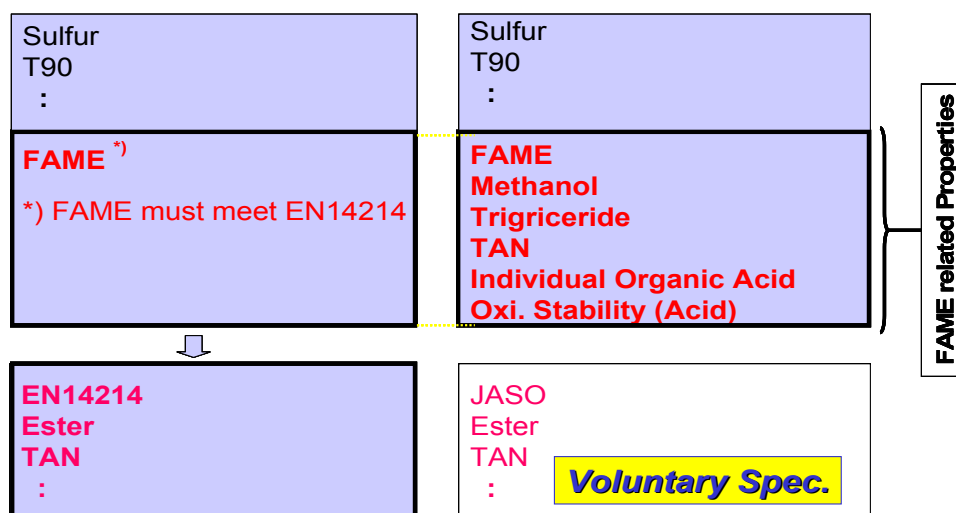 Sulfur
T90
:
FAME *)
*) FAME must meet EN14214
EN14214
Ester
TAN
:
Sulfur
T90
:
FAME
Methanol
Trigriceride
TAN
Individual Organic Acid
Oxi. Stability (Acid)
JASO
Ester
TAN
:
Voluntary Spec.
FAME related Properties